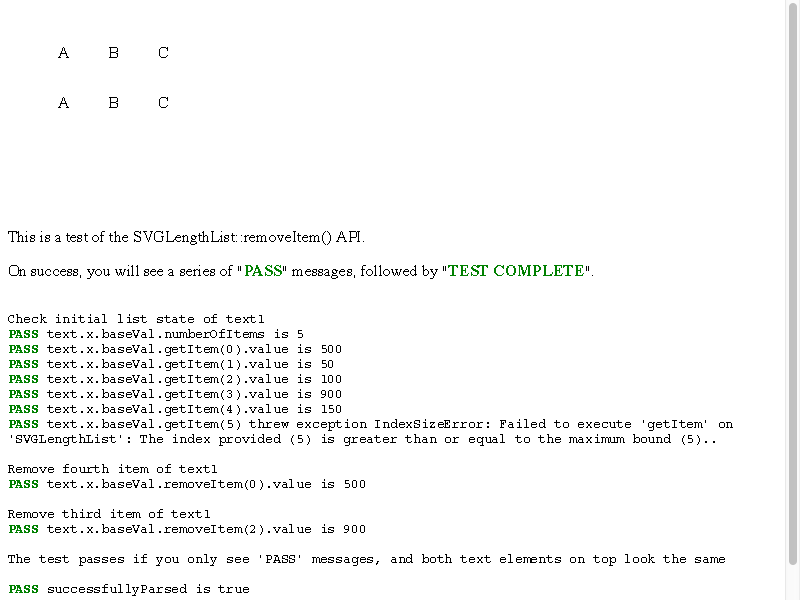 A B C
A B C
This is a test of the SVGLengthList::removeItem() API.
On success, you will see a series of "PASS" messages, followed by "TEST COMPLETE".
Check initial list state of text1
PASS text.x.baseVal.numberOfItems is 5
PASS text.x.baseVal.getItem(0).value is 500
PASS text.x.baseVal.getItem(1).value is 50
PASS text.x.baseVal.getItem(2).value is 100
PASS text.x.baseVal.getItem(3).value is 900
PASS text.x.baseVal.getItem(4).value is 150
PASS text.x.baseVal.getItem(5) threw exception IndexSizeError: Failed to execute 'getItem' on
'SVGLengthList': The index provided (5) is greater than or equal to the maximum bound (5)..
Remove fourth item of text1
PASS text.x.baseVal.removeItem(0).value is 500
Remove third item of text1
PASS text.x.baseVal.removeItem(2).value is 900
The test passes if you only see 'PASS' messages, and both text elements on top look the same
PASS successfullyParsed is true